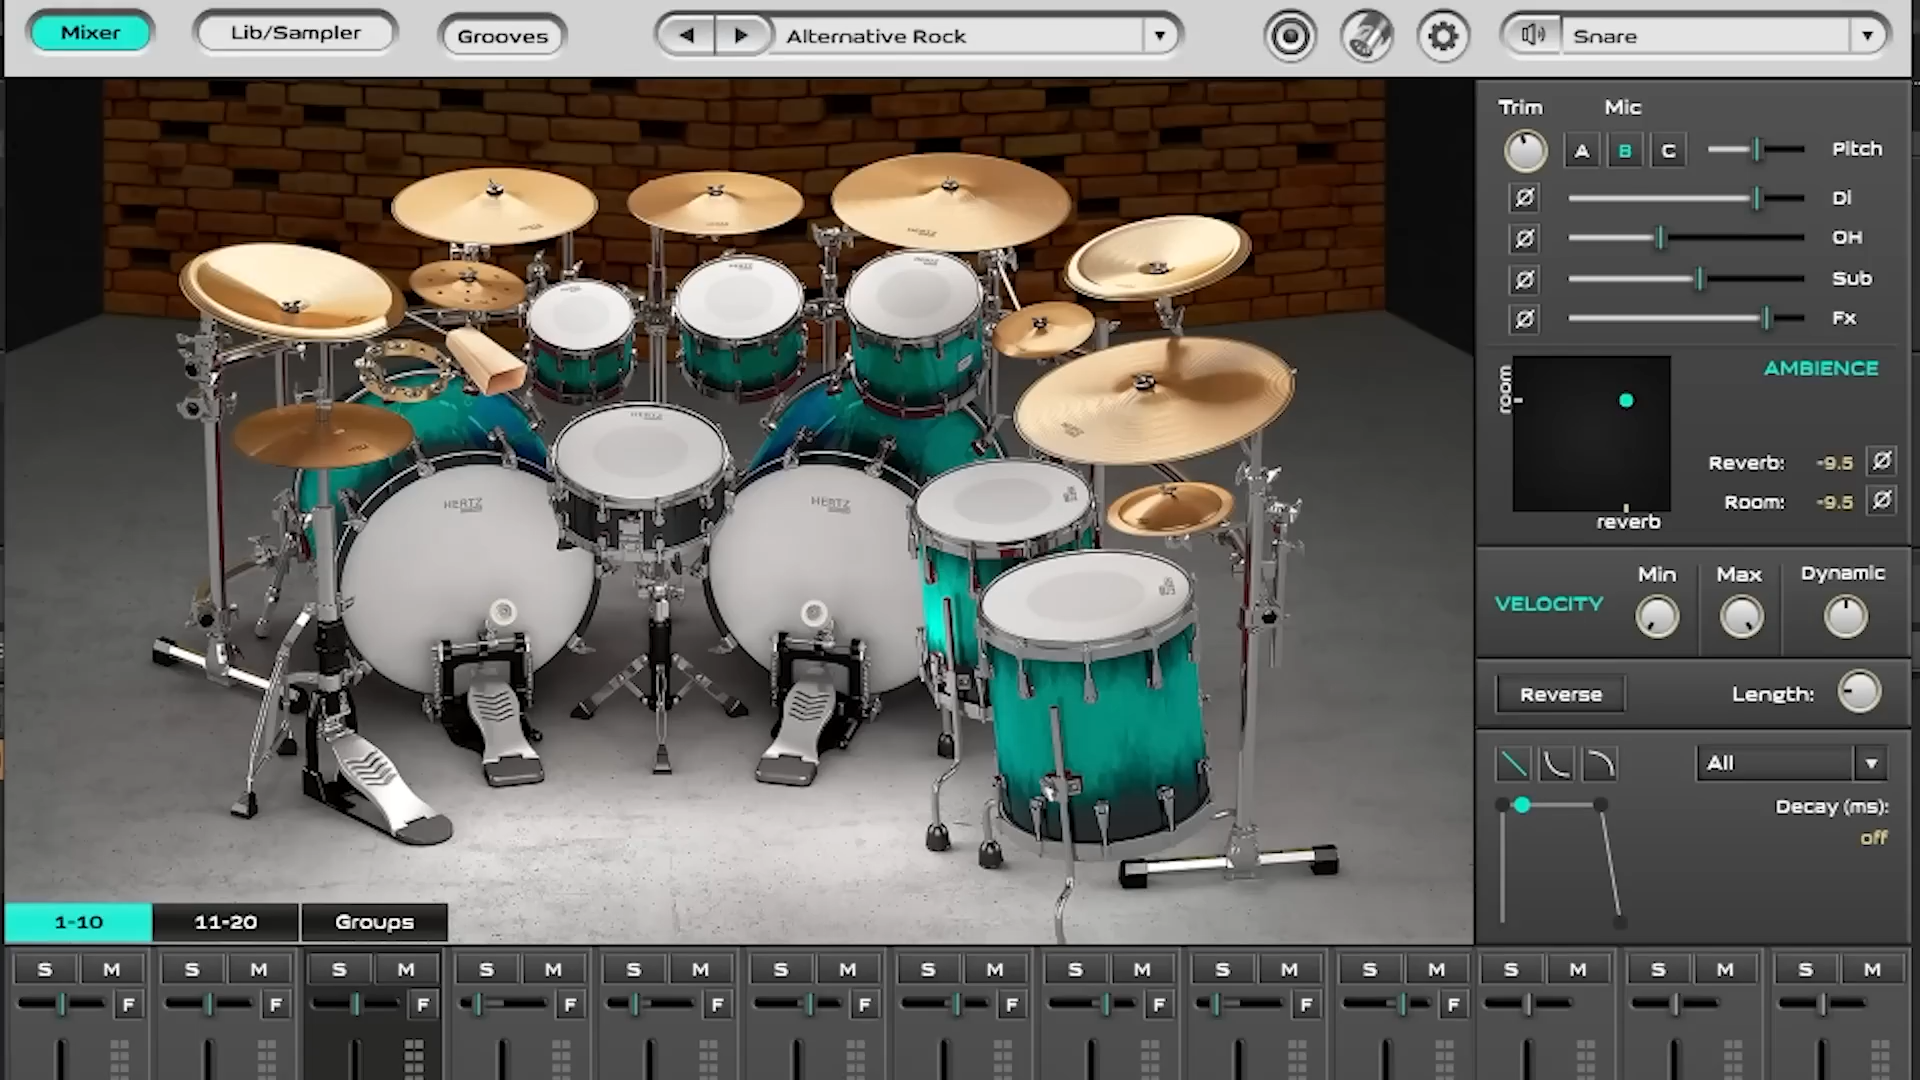 Mixer
Lib/Sampler
Grooves
Alternative Rock
Snare
Trim
Mic
A
B
C
Pitch
DI
OH
Sub
Fx
AMBIENCE
room
reverb
Reverb: -9.5
Room: -9.5
VELOCITY
Min
Max
Dynamic
Reverse
Length:
All
Decay (ms):
off
HERTZ
HERTZ
1-10
11-20
Groups
S M S M S M S M S M S M S M S M S M S M S M S M S M
F F F F F F F F F F